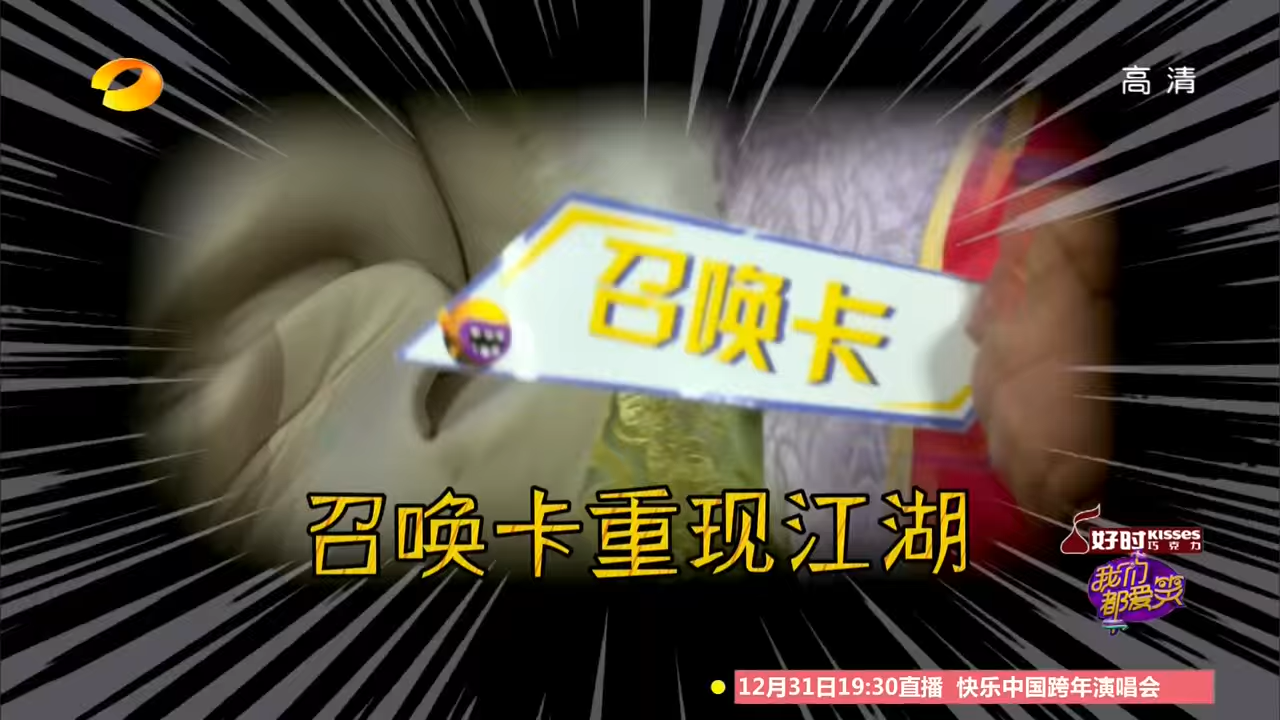 高清
召唤卡
召唤卡重现江湖
好时KISSES
巧克力
我们
都爱笑
12月31日19:30直播 快乐中国跨年演唱会